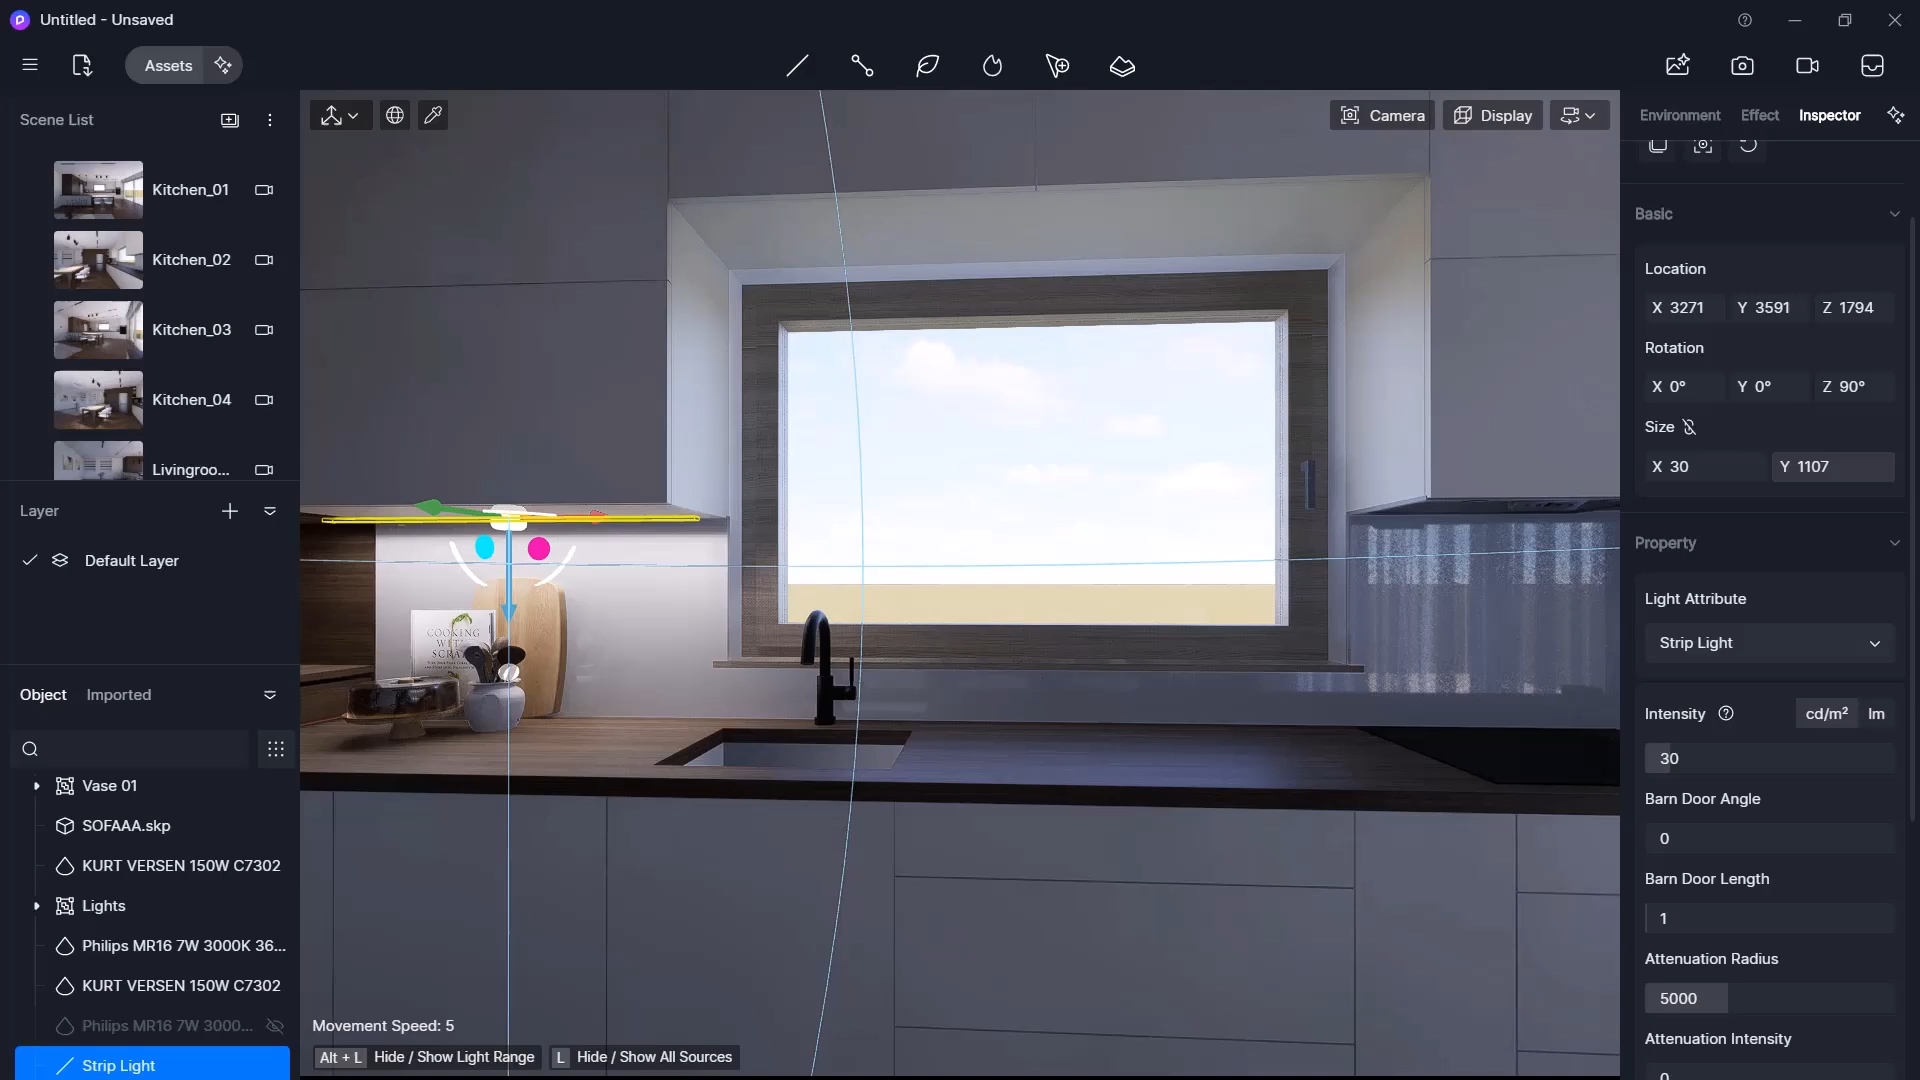 Untitled - Unsaved
Assets
Scene List
Kitchen_01
Kitchen_02
Kitchen_03
Kitchen_04
Livingroo...
Layer
Default Layer
Object Imported
Vase 01
SOFAAA.skp
KURT VERSEN 150W C7302
Lights
Philips MR16 7W 3000K 36...
KURT VERSEN 150W C7302
Philips MR16 7W 3000...
Strip Light
Camera
Display
COOKING
WITH
SCRA
Movement Speed: 5
Alt + L Hide / Show Light Range L Hide / Show All Sources
Environment Effect Inspector
Basic
Location
X 3271 Y 3591 Z 1794
Rotation
X 0° Y 0° Z 90°
Size
X 30 Y 1107
Property
Light Attribute
Strip Light
Intensity cd/m² lm
30
Barn Door Angle
0
Barn Door Length
1
Attenuation Radius
5000
Attenuation Intensity
0